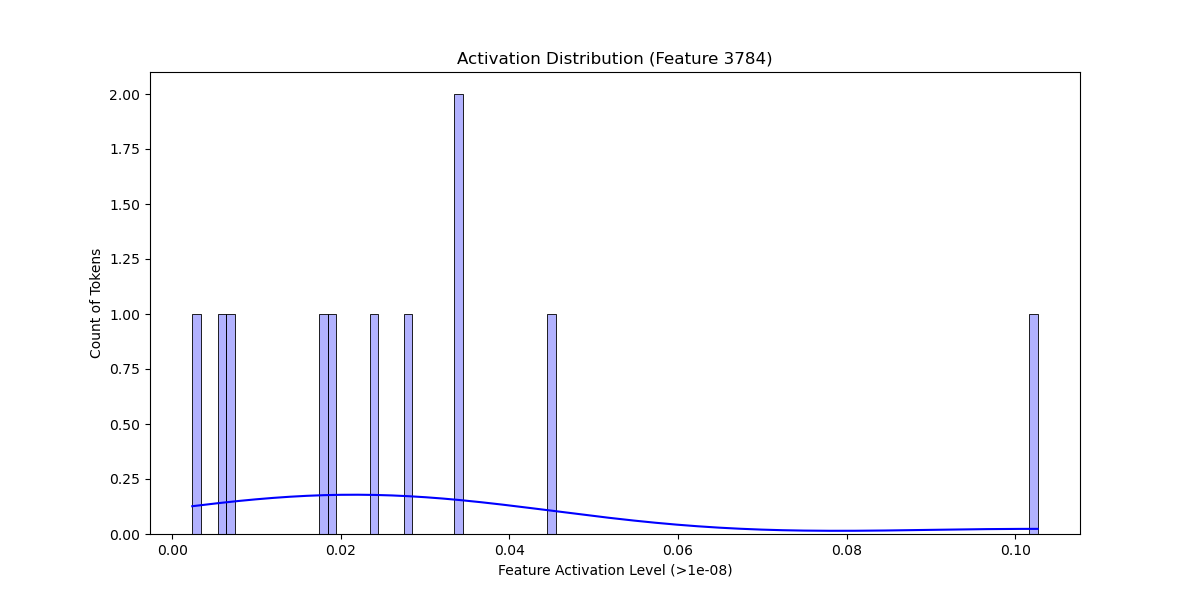 Activation Distribution (Feature 3784)
2.00
1.75
1.50
1.25
1.00
0.75
0.50
0.25
0.00
Count of Tokens
0.00 0.02 0.04 0.06 0.08 0.10
Feature Activation Level (>1e-08)